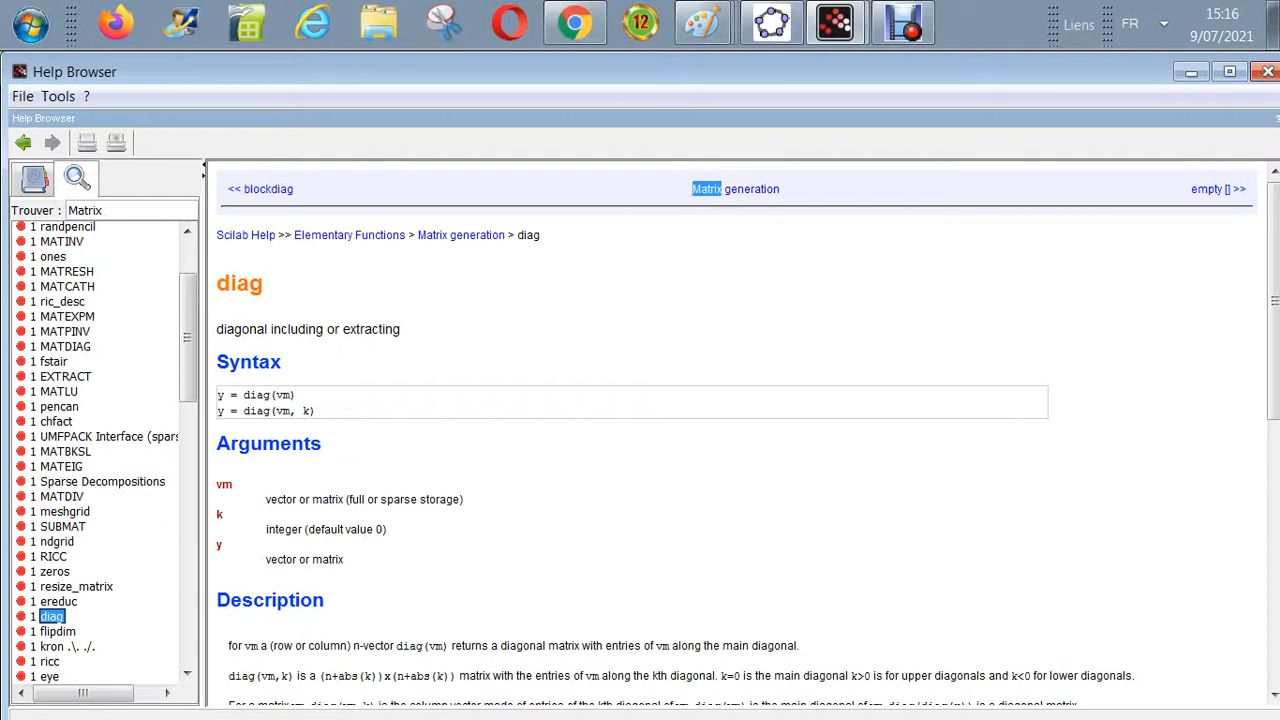 12
Liens
FR
15:16
9/07/2021
Help Browser
File Tools ?
Help Browser
Trouver : Matrix
1 randpencil
1 MATINV
1 ones
1 MATRESH
1 MATCATH
1 ric_desc
1 MATEXPM
1 MATPINV
1 MATDIAG
1 fstair
1 EXTRACT
1 MATLU
1 pencan
1 chfact
1 UMFPACK Interface (spars
1 MATBKSL
1 MATEIG
1 Sparse Decompositions
1 MATDIV
1 meshgrid
1 SUBMAT
1 ndgrid
1 RICC
1 zeros
1 resize_matrix
1 ereduc
1 diag
1 flipdim
1 kron .\. ./.
1 ricc
1 eye
<< blockdiag Matrix generation empty [] >>
Scilab Help >> Elementary Functions > Matrix generation > diag
diag
diagonal including or extracting
Syntax
y = diag(vm)
y = diag(vm, k)
Arguments
vm
vector or matrix (full or sparse storage)
k
integer (default value 0)
y
vector or matrix
Description
for vm a (row or column) n-vector diag(vm) returns a diagonal matrix with entries of vm along the main diagonal.
diag(vm,k) is a (n+abs(k))x(n+abs(k)) matrix with the entries of vm along the kth diagonal. k=0 is the main diagonal k>0 is for upper diagonals and k<0 for lower diagonals.